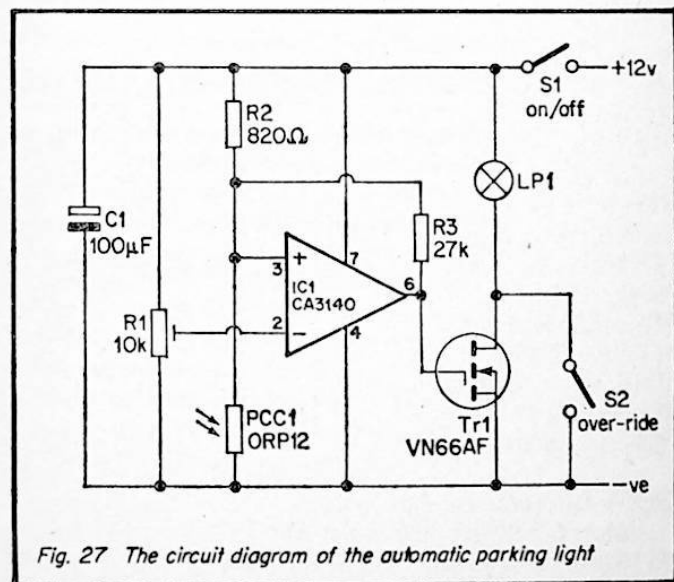 +12v
S1
on/off
R2
820Ω
LP1
C1
100µF
R3
27k
3
+
7
IC1
CA3140
6
R1
10k
2
−
4
PCC1
ORP12
Tr1
VN66AF
S2
over-ride
−ve
Fig. 27 The circuit diagram of the automatic parking light